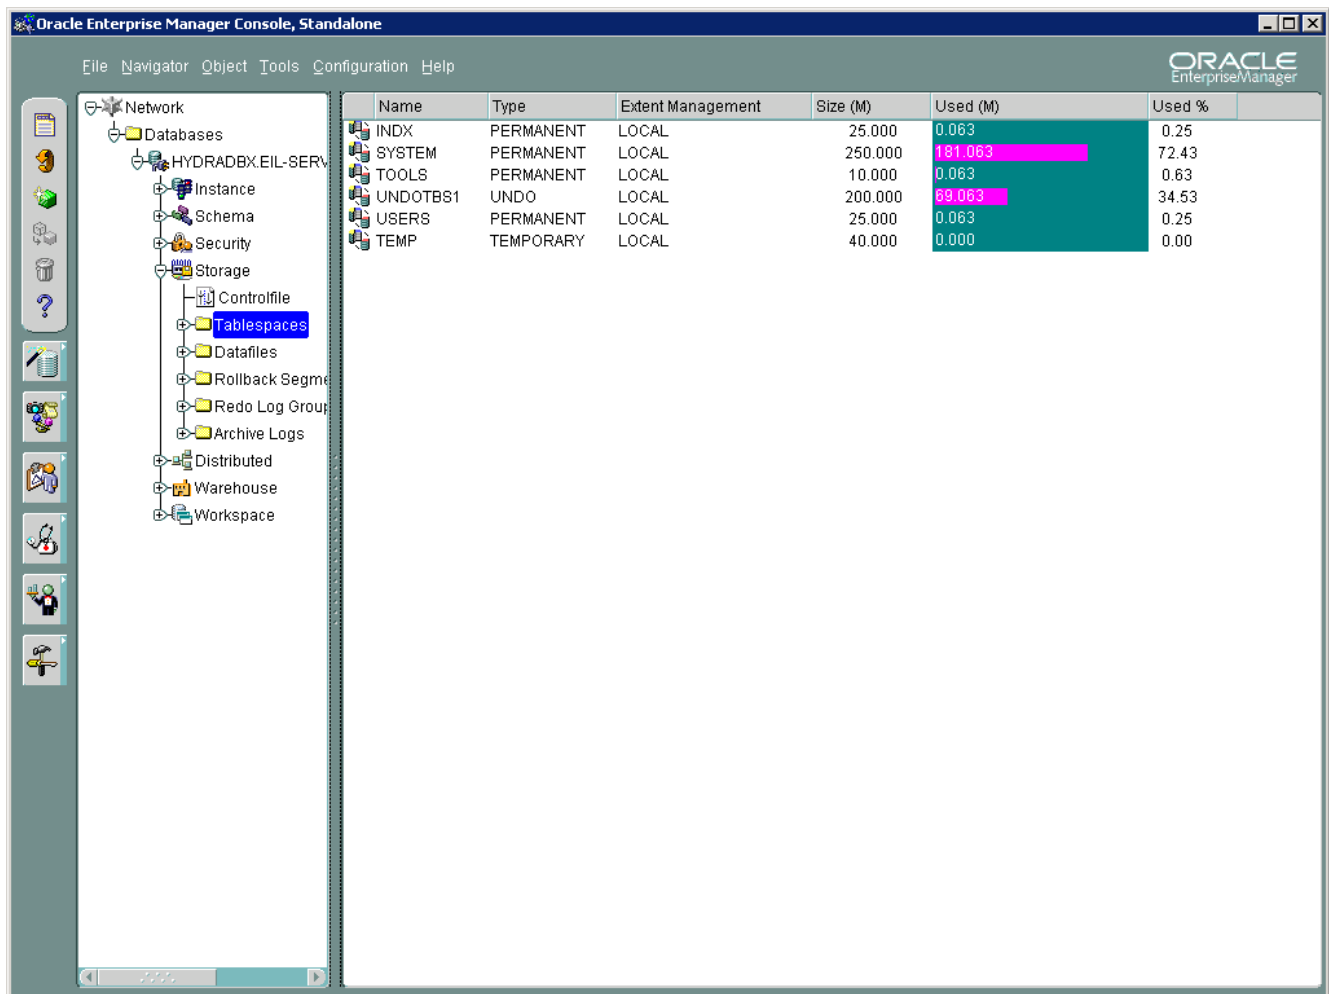 Oracle Enterprise Manager Console, Standalone
File Navigator Object Tools Configuration Help
ORACLE
EnterpriseManager
Network
Databases
HYDRADBX.EIL-SERV
Instance
Schema
Security
Storage
Controlfile
Tablespaces
Datafiles
Rollback Segme
Redo Log Group
Archive Logs
Distributed
Warehouse
Workspace
Name Type Extent Management Size (M) Used (M) Used %
INDX PERMANENT LOCAL 25.000 0.063 0.25
SYSTEM PERMANENT LOCAL 250.000 181.063 72.43
TOOLS PERMANENT LOCAL 10.000 0.063 0.63
UNDOTBS1 UNDO LOCAL 200.000 69.063 34.53
USERS PERMANENT LOCAL 25.000 0.063 0.25
TEMP TEMPORARY LOCAL 40.000 0.000 0.00